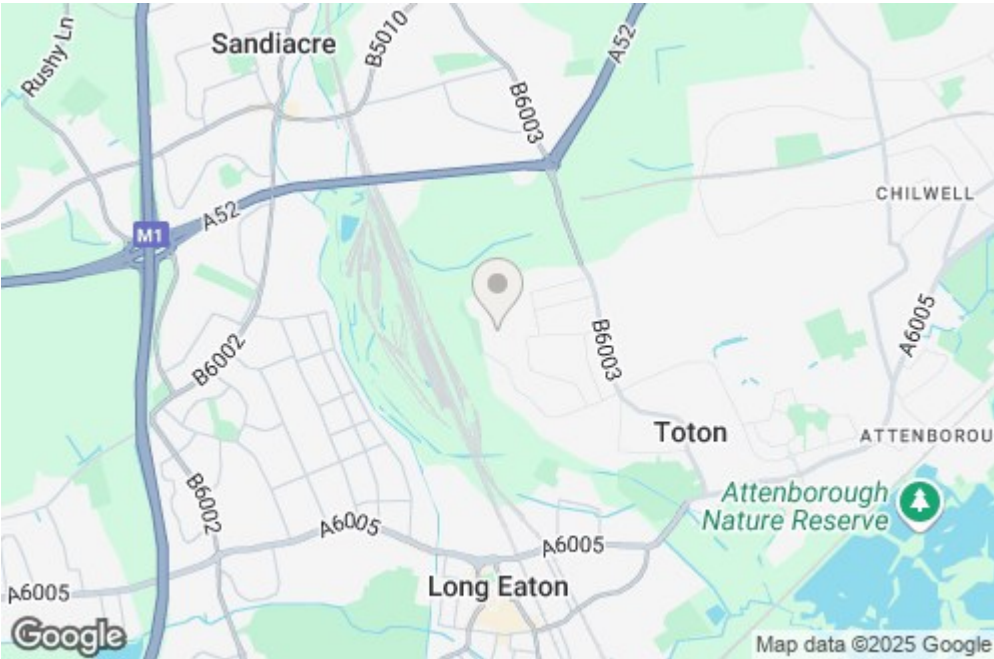 Rushy Ln
Sandiacre
B5010
A52
B6003
CHILWELL
A52
M1
A6005
B6003
B6002
Toton
ATTENBOROU
B6002
Attenborough
Nature Reserve
A6005
A6005
A6005
Long Eaton
Google
Map data ©2025 Google